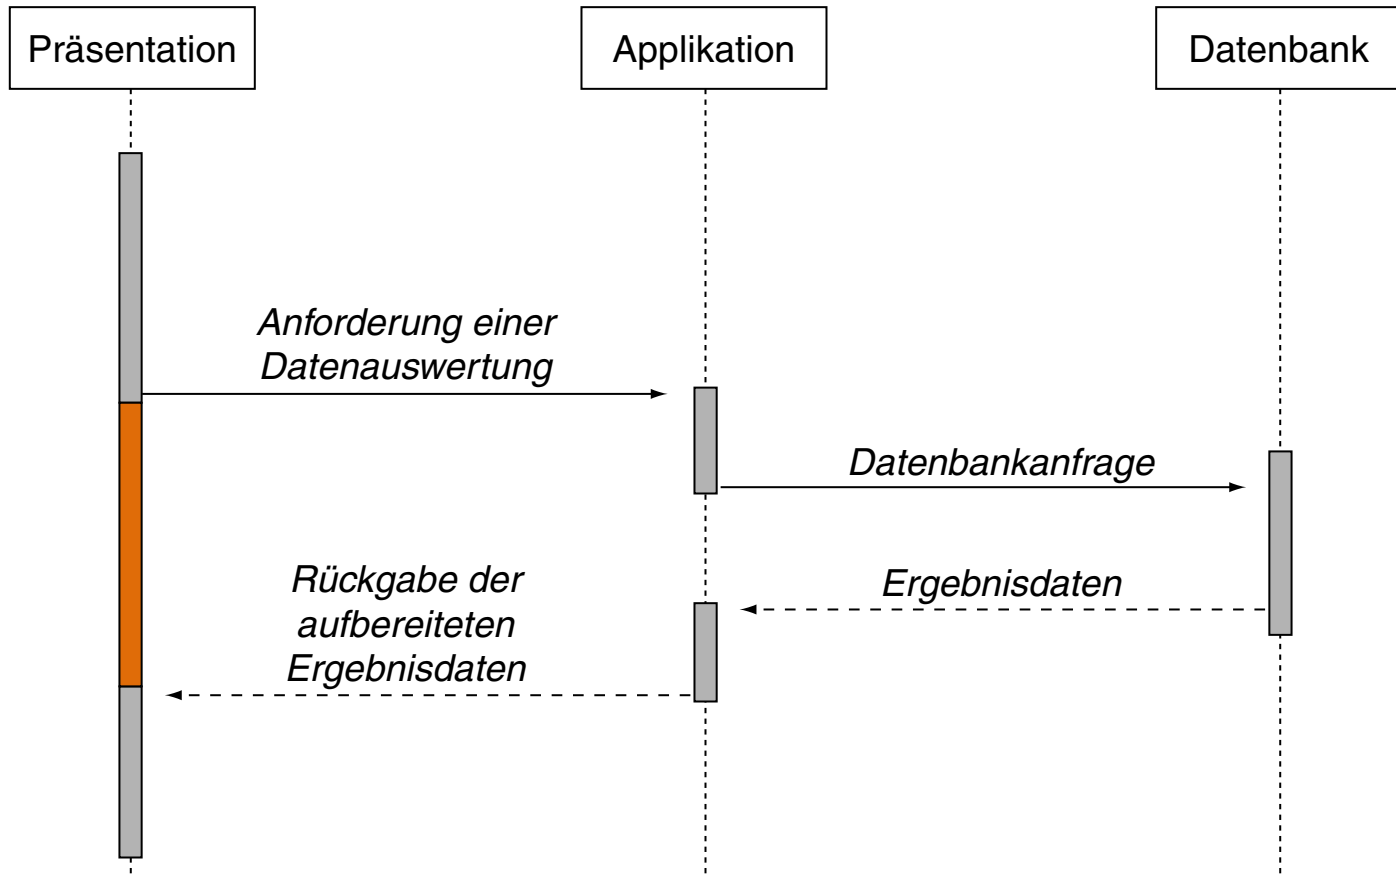 Präsentation
Applikation
Datenbank
Anforderung einer
Datenauswertung
Datenbankanfrage
Ergebnisdaten
Rückgabe der
aufbereiteten
Ergebnisdaten